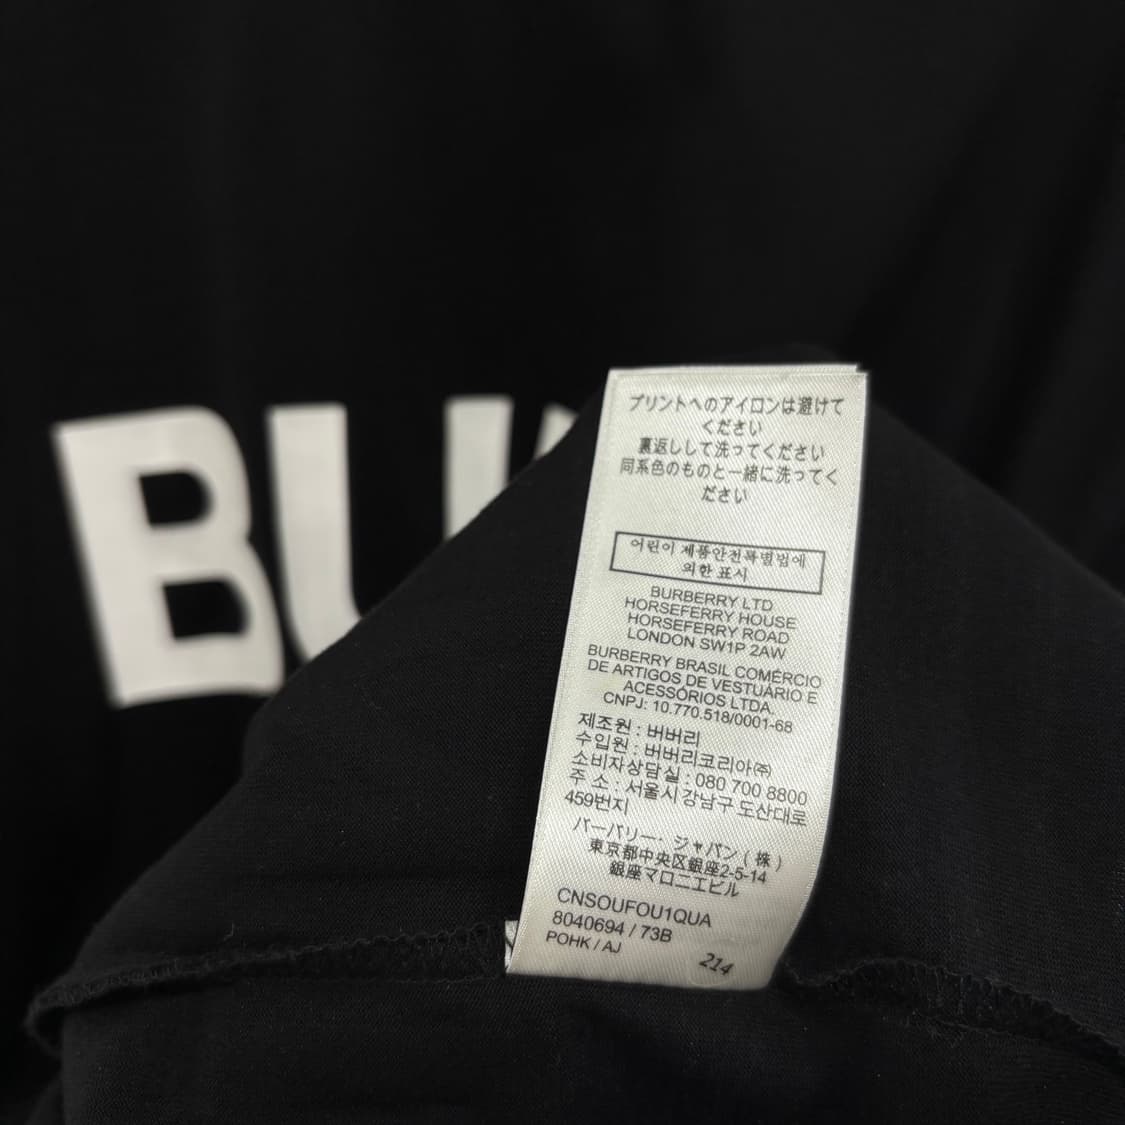 BU
プリントへのアイロンは避けて
ください
裏返しして洗ってください
同系色のものと一緒に洗ってく
ださい
어린이 제품안전특별법에
의한 표시
BURBERRY LTD
HORSEFERRY HOUSE
HORSEFERRY ROAD
LONDON SW1P 2AW
BURBERRY BRASIL COMÉRCIO
DE ARTIGOS DE VESTUÁRIO E
ACESSÓRIOS LTDA.
CNPJ: 10.770.518/0001-68
제조원 : 버버리
수입원 : 버버리코리아㈜
소비자상담실 : 080 700 8800
주 소 : 서울시 강남구 도산대로
459번지
バーバリー・ジャパン(株)
東京都中央区銀座2-5-14
銀座マロニエビル
CNSOUFOU1QUA
8040694 / 73B
POHK / AJ
214